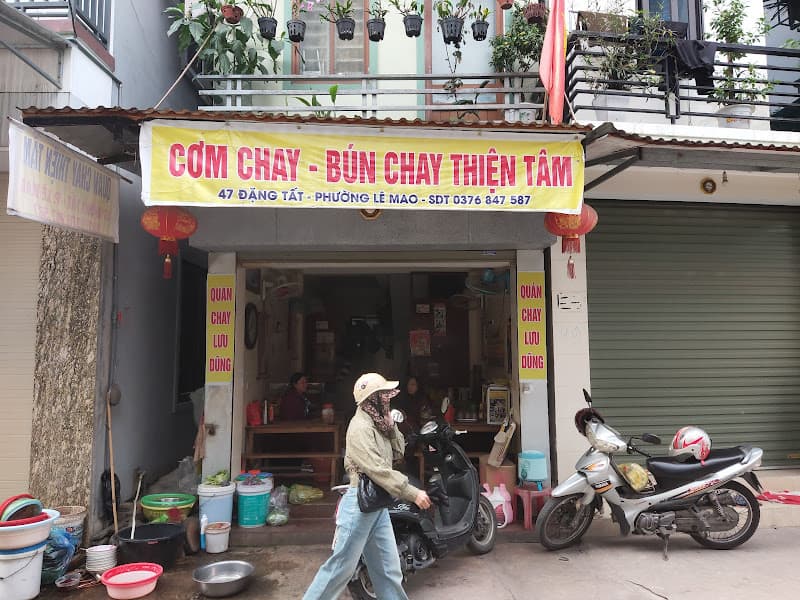 CƠM CHAY - BÚN CHAY THIỆN TÂM
47 ĐẶNG TẤT - PHƯỜNG LÊ MAO - SĐT 0376 847 587
QUÁN
CHAY
LƯU
DŨNG
QUÁN
CHAY
LƯU
DŨNG